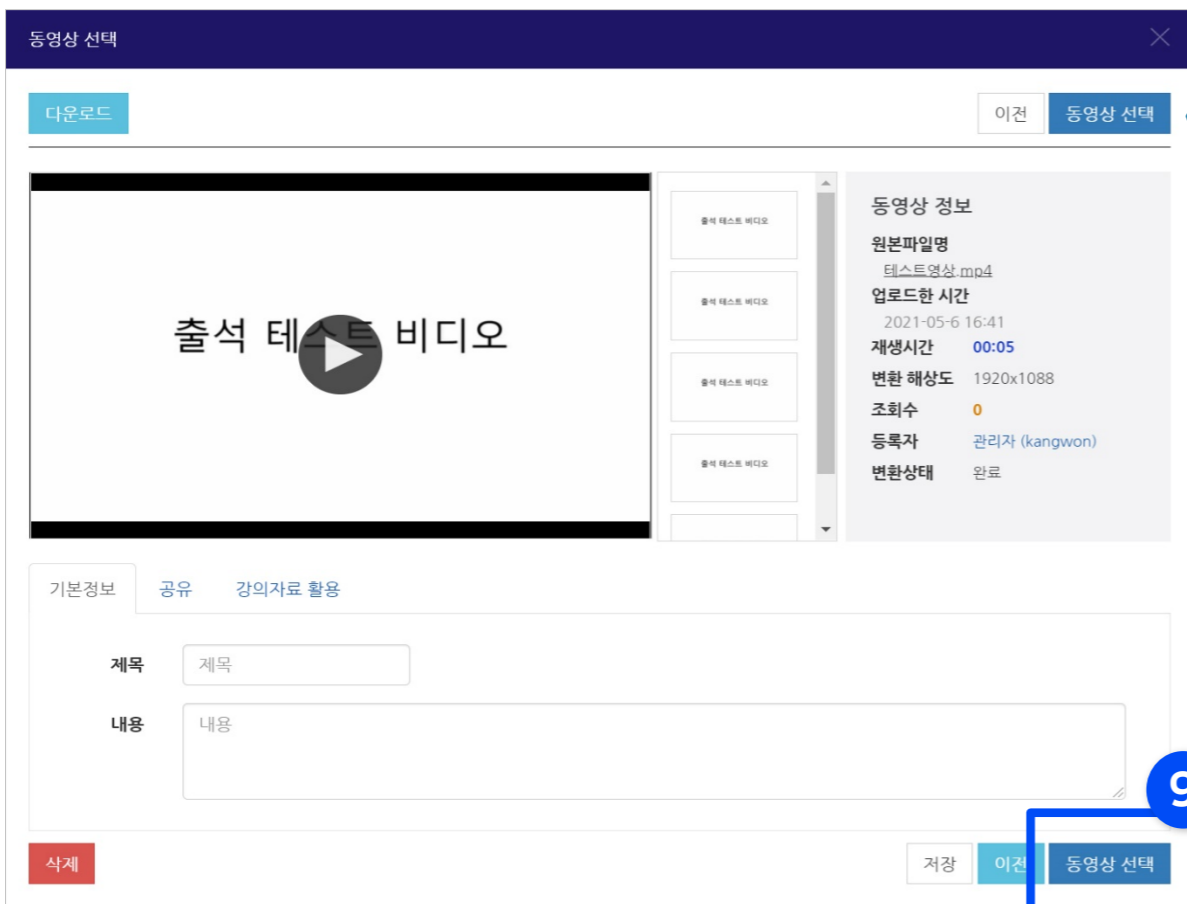 동영상 선택
다운로드
이전
동영상 선택
출석 테스트 비디오
출석 테스트 비디오
출석 테스트 비디오
출석 테스트 비디오
출석 테스트 비디오
동영상 정보
원본파일명
테스트영상.mp4
업로드한 시간
2021-05-6 16:41
재생시간 00:05
변환 해상도 1920x1088
조회수 0
등록자 관리자 (kangwon)
변환상태 완료
기본정보 공유 강의자료 활용
제목 제목
내용 내용
9
삭제
저장
이전
동영상 선택